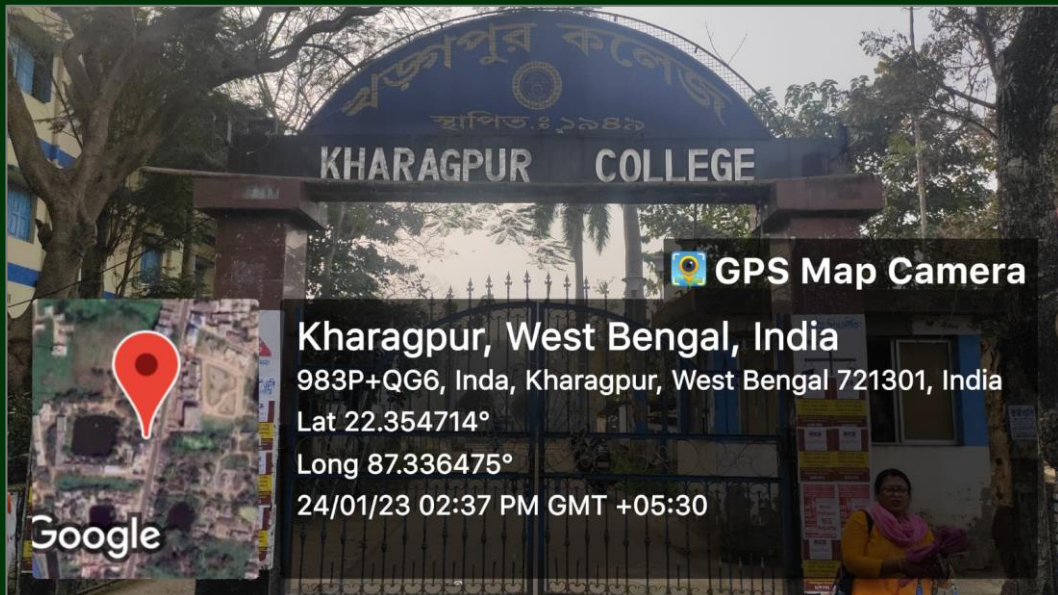 খড়্গপুর কলেজ
স্থাপিত ঃ ১৯৪৯
KHARAGPUR COLLEGE
GPS Map Camera
Kharagpur, West Bengal, India
983P+QG6, Inda, Kharagpur, West Bengal 721301, India
Lat 22.354714°
Long 87.336475°
24/01/23 02:37 PM GMT +05:30
Google